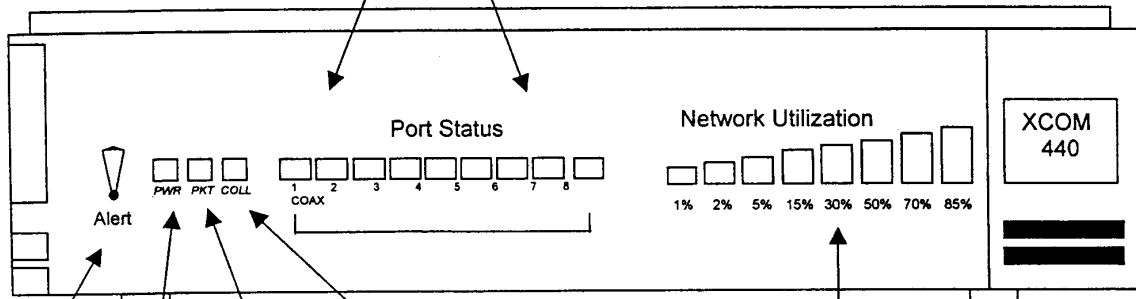 Port Status
Network Utilization
XCOM
440
Alert
PWR PKT COLL
1 2 3 4 5 6 7 8
COAX
1% 2% 5% 15% 30% 50% 70% 85%